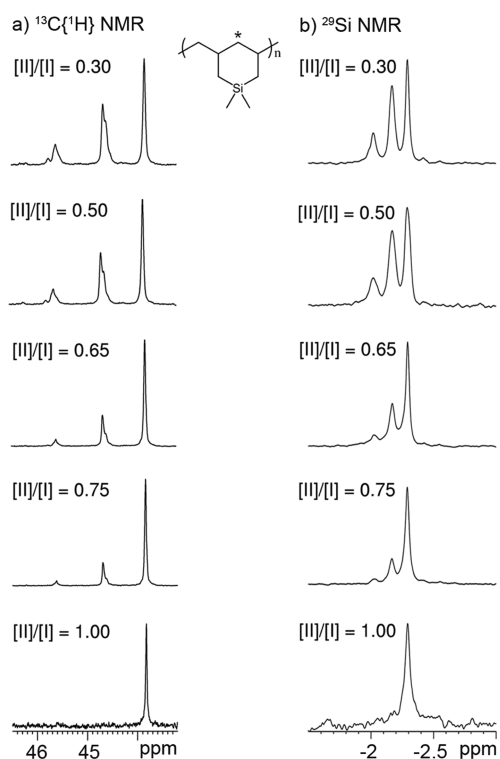 a) ¹³C{¹H} NMR
b) ²⁹Si NMR
*
n
Si
[II]/[I] = 0.30
[II]/[I] = 0.30
[II]/[I] = 0.50
[II]/[I] = 0.50
[II]/[I] = 0.65
[II]/[I] = 0.65
[II]/[I] = 0.75
[II]/[I] = 0.75
[II]/[I] = 1.00
[II]/[I] = 1.00
46 45 ppm
-2 -2.5 ppm